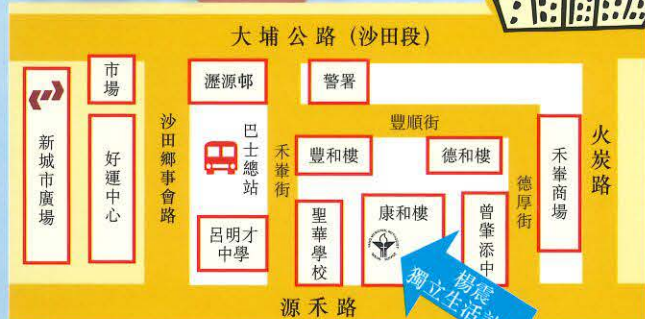 大埔公路 (沙田段)
市場
瀝源邨
警署
新城市廣場
好運中心
沙田鄉事會路
巴士總站
禾輋街
豐順街
豐和樓
德和樓
禾輋商場
火炭路
德厚街
呂明才
中學
聖華學校
康和樓
曾肇添中
楊震
獨立生活
源禾路